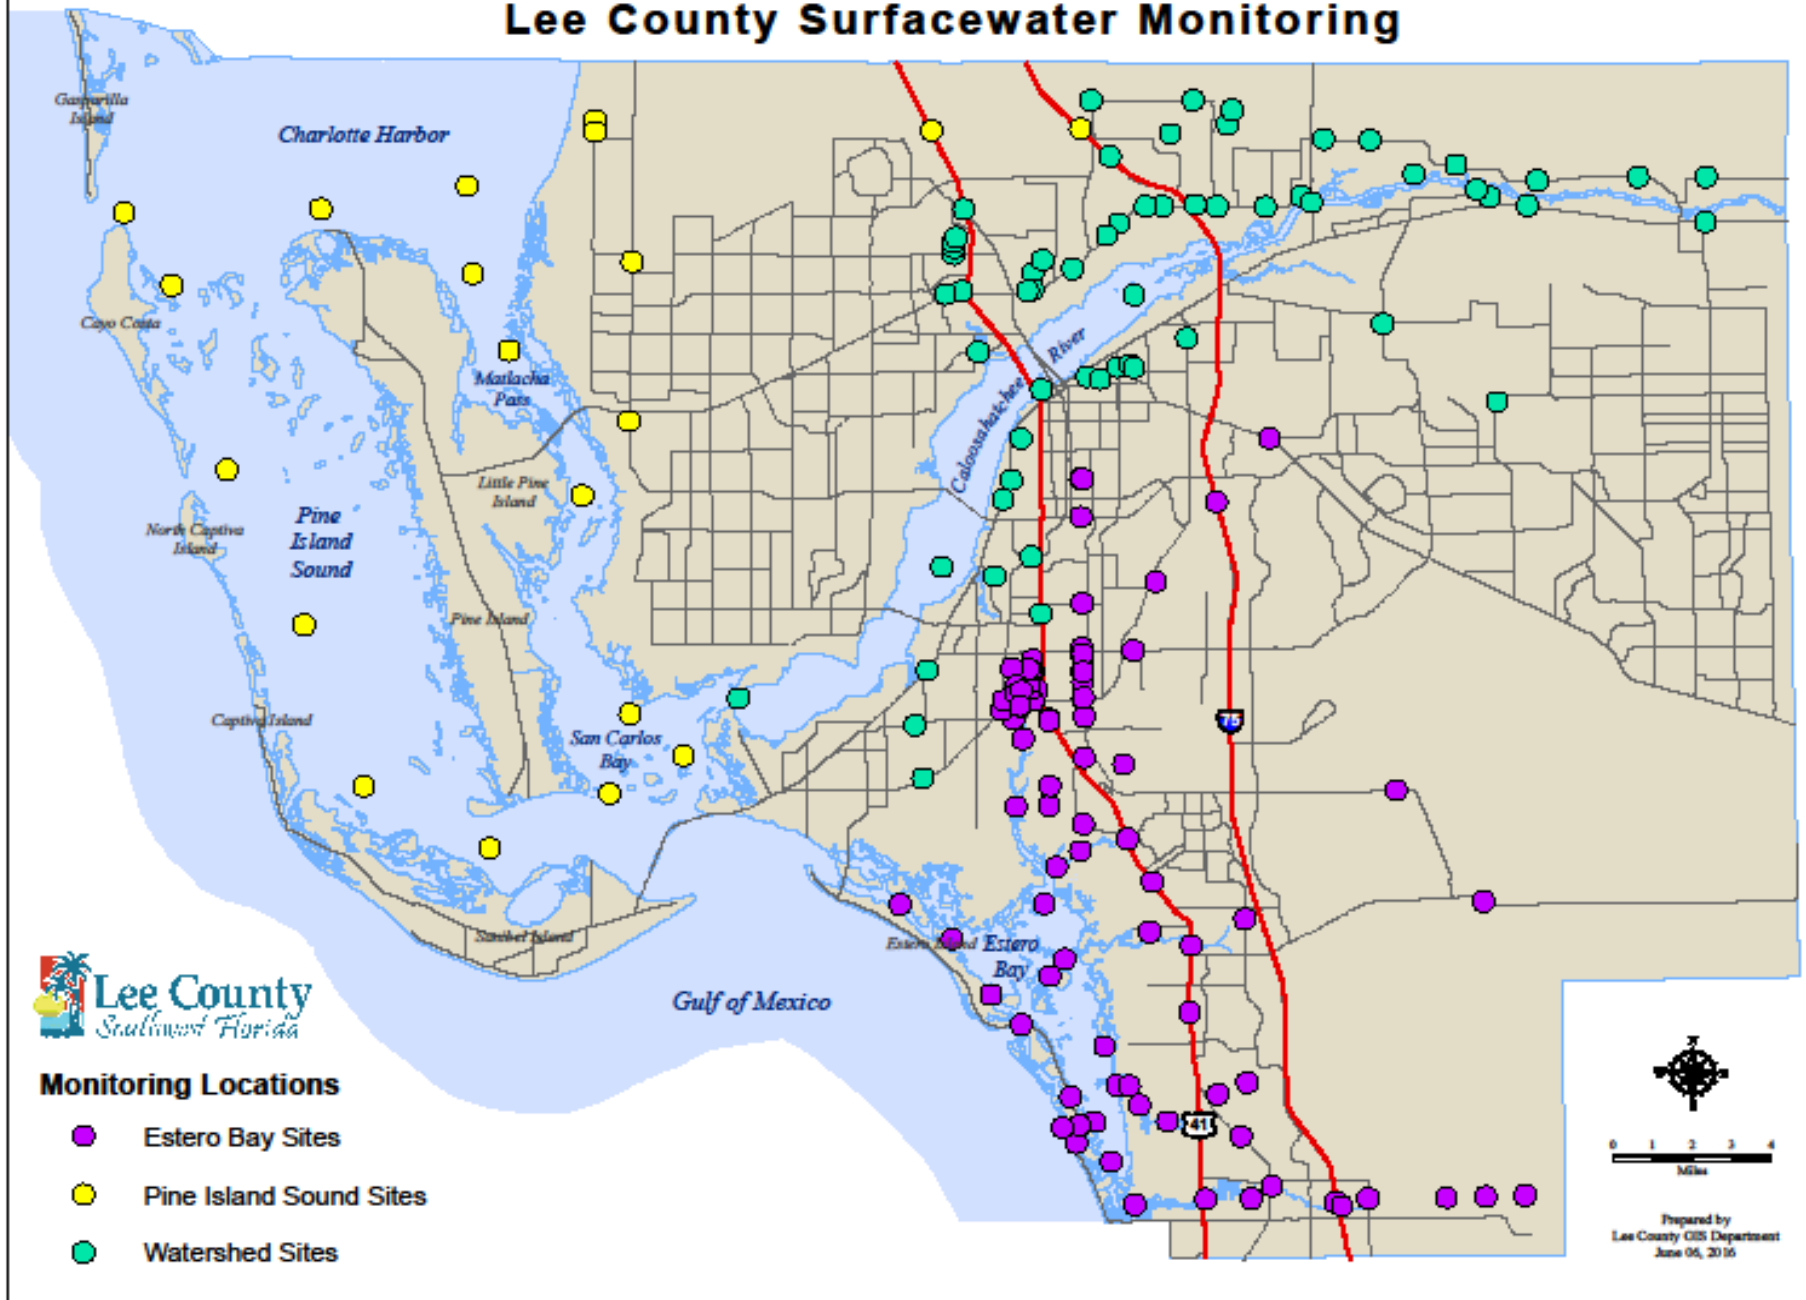 Lee County Surfacewater Monitoring
Gasparilla
Island
Charlotte Harbor
Cayo Costa
Matlacha
Pass
River
Caloosahatchee
Little Pine
Island
North Captiva
Island
Pine
Island
Sound
Pine Island
Captiva Island
San Carlos
Bay
75
Sanibel Island
Estero Island
Estero
Bay
Gulf of Mexico
41
Lee County
Southwest Florida
Monitoring Locations
Estero Bay Sites
Pine Island Sound Sites
Watershed Sites
N
0 1 2 3 4
Miles
Prepared by
Lee County GIS Department
June 06, 2016